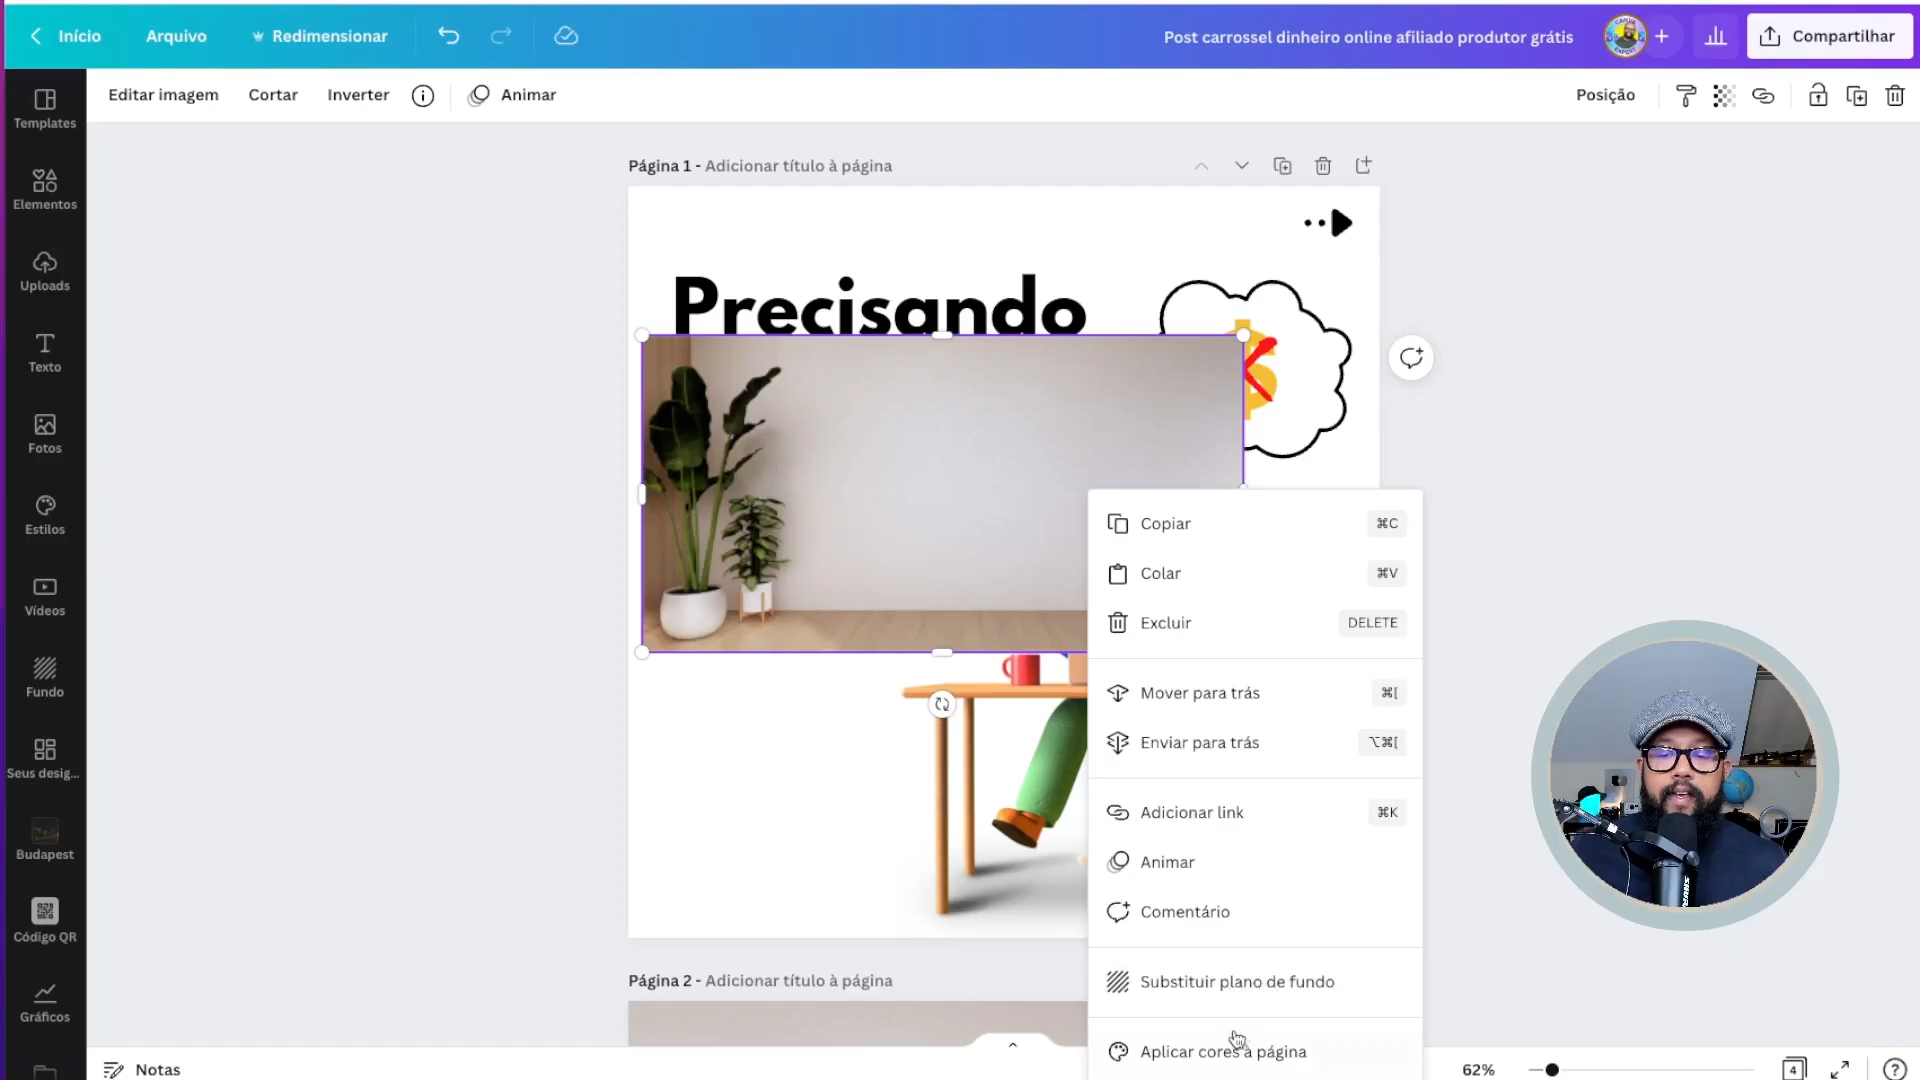 Início
Arquivo
Redimensionar
Post carrossel dinheiro online afiliado produtor grátis
Compartilhar
Editar imagem
Cortar
Inverter
Animar
Posição
Templates
Elementos
Uploads
Texto
Fotos
Estilos
Vídeos
Fundo
Seus desig...
Budapest
Código QR
Gráficos
Página 1 - Adicionar título à página
Precisando
$
Copiar ⌘C
Colar ⌘V
Excluir DELETE
Mover para trás ⌘[
Enviar para trás ⌥⌘[
Adicionar link ⌘K
Animar
Comentário
Substituir plano de fundo
Aplicar cores à página
Página 2 - Adicionar título à página
Notas
62%
4